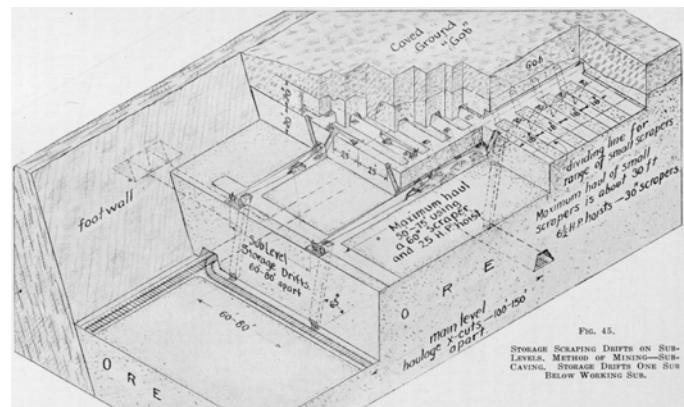 Caved
Ground
"Gob"
Gob
footwall
dividing line for
range of small scrapers
Maximum haul of small
scrapers is about 30 ft
6½ H.P. hoists—30" scrapers.
Maximum haul
50'-75' using
a 60" scraper
and 25 H.P. hoist.
SubLevel
Storage Drifts.
60'-80' apart
60-80'
ORE
main level
haulage x-cuts—100'-150'
apart
ORE
FIG. 45.
STORAGE SCRAPING DRIFTS ON SUB-
LEVELS. METHOD OF MINING—SUB-
CAVING. STORAGE DRIFTS ONE SUB
BELOW WORKING SUB.